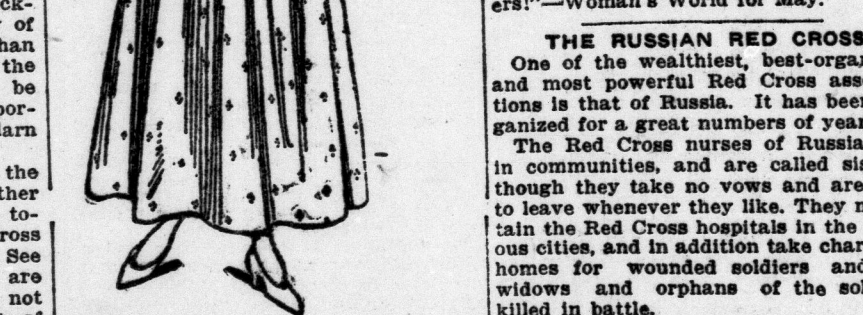 ck-
of
han
the
be
por-
darn
the
ther
to-
ross
See
are
not
ers!"—Woman's World for May.
THE RUSSIAN RED CROSS
One of the wealthiest, best-orga
and most powerful Red Cross ass
tions is that of Russia. It has bee
ganized for a great numbers of year
The Red Cross nurses of Russia
in communities, and are called sis
though they take no vows and are
to leave whenever they like. They
tain the Red Cross hospitals in the
ous cities, and in addition take char
homes for wounded soldiers and
widows and orphans of the sol
killed in battle.